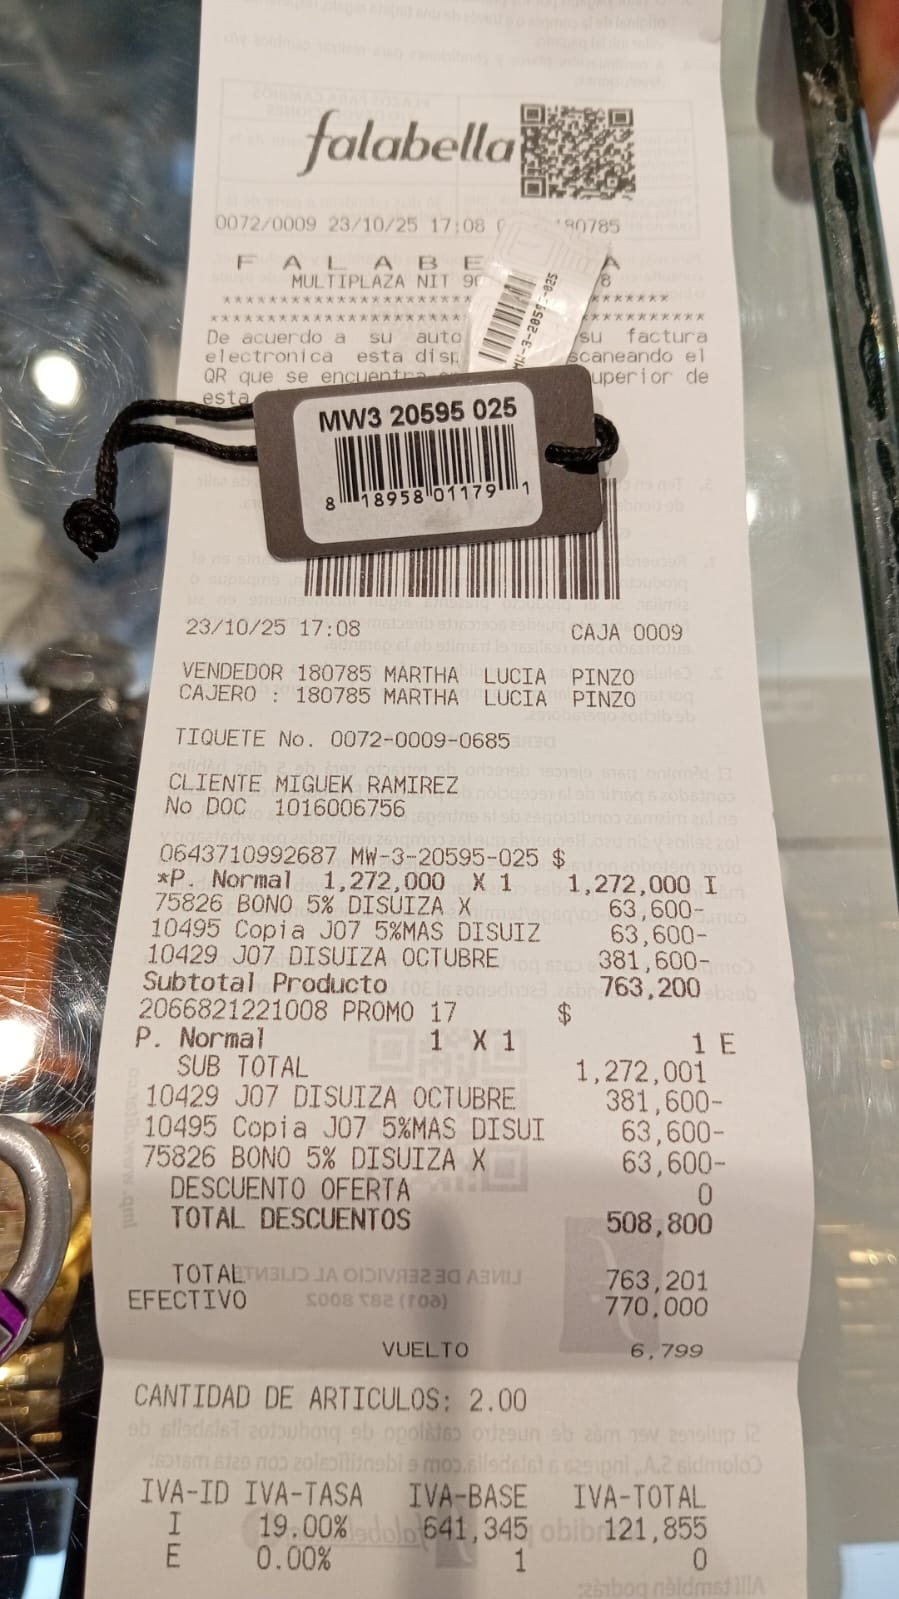 falabella
0072/0009 23/10/25 17:08 180785
F A L A B E A
MULTIPLAZA NIT 90 8
*****************************************
*****************************************
De acuerdo a su auto su factura
electronica esta disp scaneando el
QR que se encuentra uperior de
esta
MW-3-20595-025
MW3 20595 025
8 18958 01179 1
23/10/25 17:08 CAJA 0009
VENDEDOR 180785 MARTHA LUCIA PINZO
CAJERO : 180785 MARTHA LUCIA PINZO
TIQUETE No. 0072-0009-0685
CLIENTE MIGUEK RAMIREZ
No DOC 1016006756
0643710992687 MW-3-20595-025 $
*P. Normal 1,272,000 X 1 1,272,000 I
75826 BONO 5% DISUIZA X 63,600-
10495 Copia J07 5%MAS DISUIZ 63,600-
10429 J07 DISUIZA OCTUBRE 381,600-
Subtotal Producto 763,200
2066821221008 PROMO 17 $
P. Normal 1 X 1 1 E
SUB TOTAL 1,272,001
10429 J07 DISUIZA OCTUBRE 381,600-
10495 Copia J07 5%MAS DISUI 63,600-
75826 BONO 5% DISUIZA X 63,600-
DESCUENTO OFERTA 0
TOTAL DESCUENTOS 508,800
TOTAL 763,201
EFECTIVO 770,000
VUELTO 6,799
CANTIDAD DE ARTICULOS: 2.00
IVA-ID IVA-TASA IVA-BASE IVA-TOTAL
I 19.00% 641,345 121,855
E 0.00% 1 0